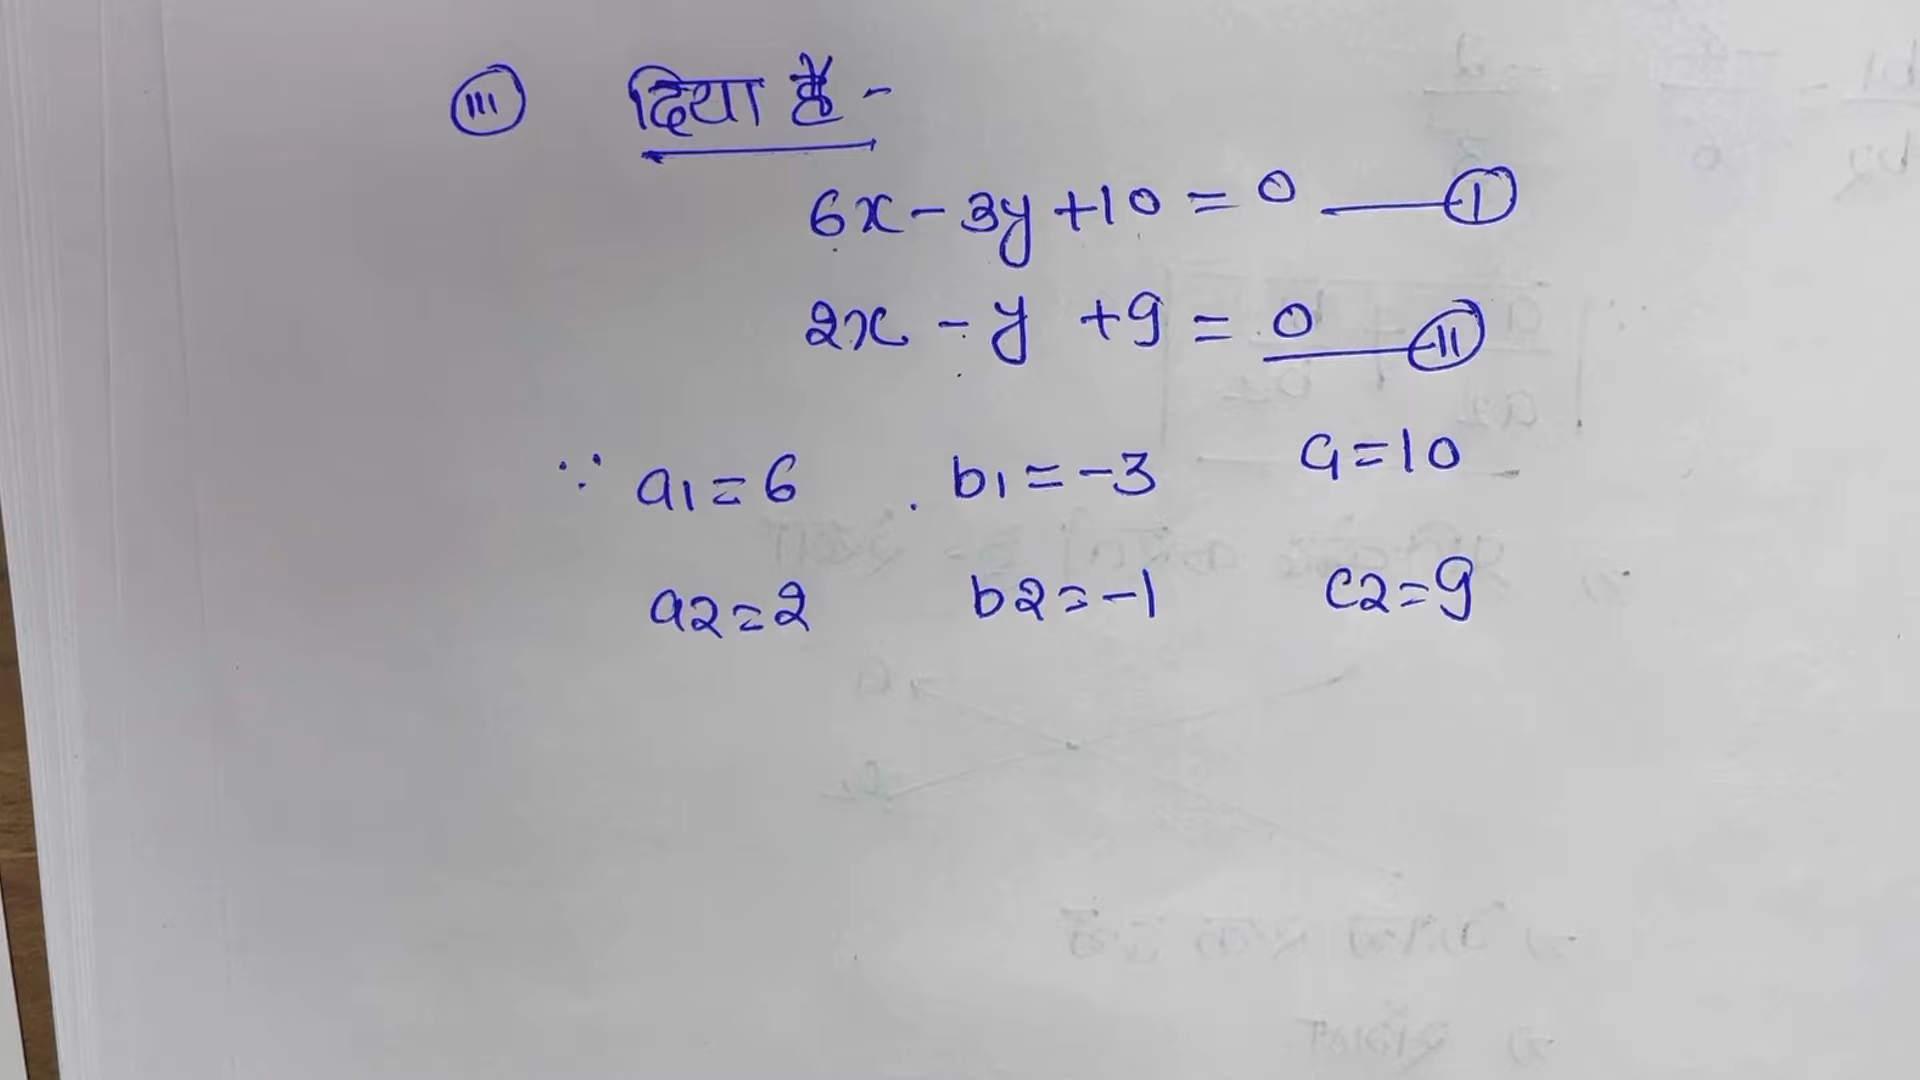 (III) दिया है -
6x - 3y + 10 = 0 —(I)
2x - y + 9 = 0 —(II)
∵ a1 = 6 b1 = -3 c1 = 10
a2 = 2 b2 = -1 c2 = 9